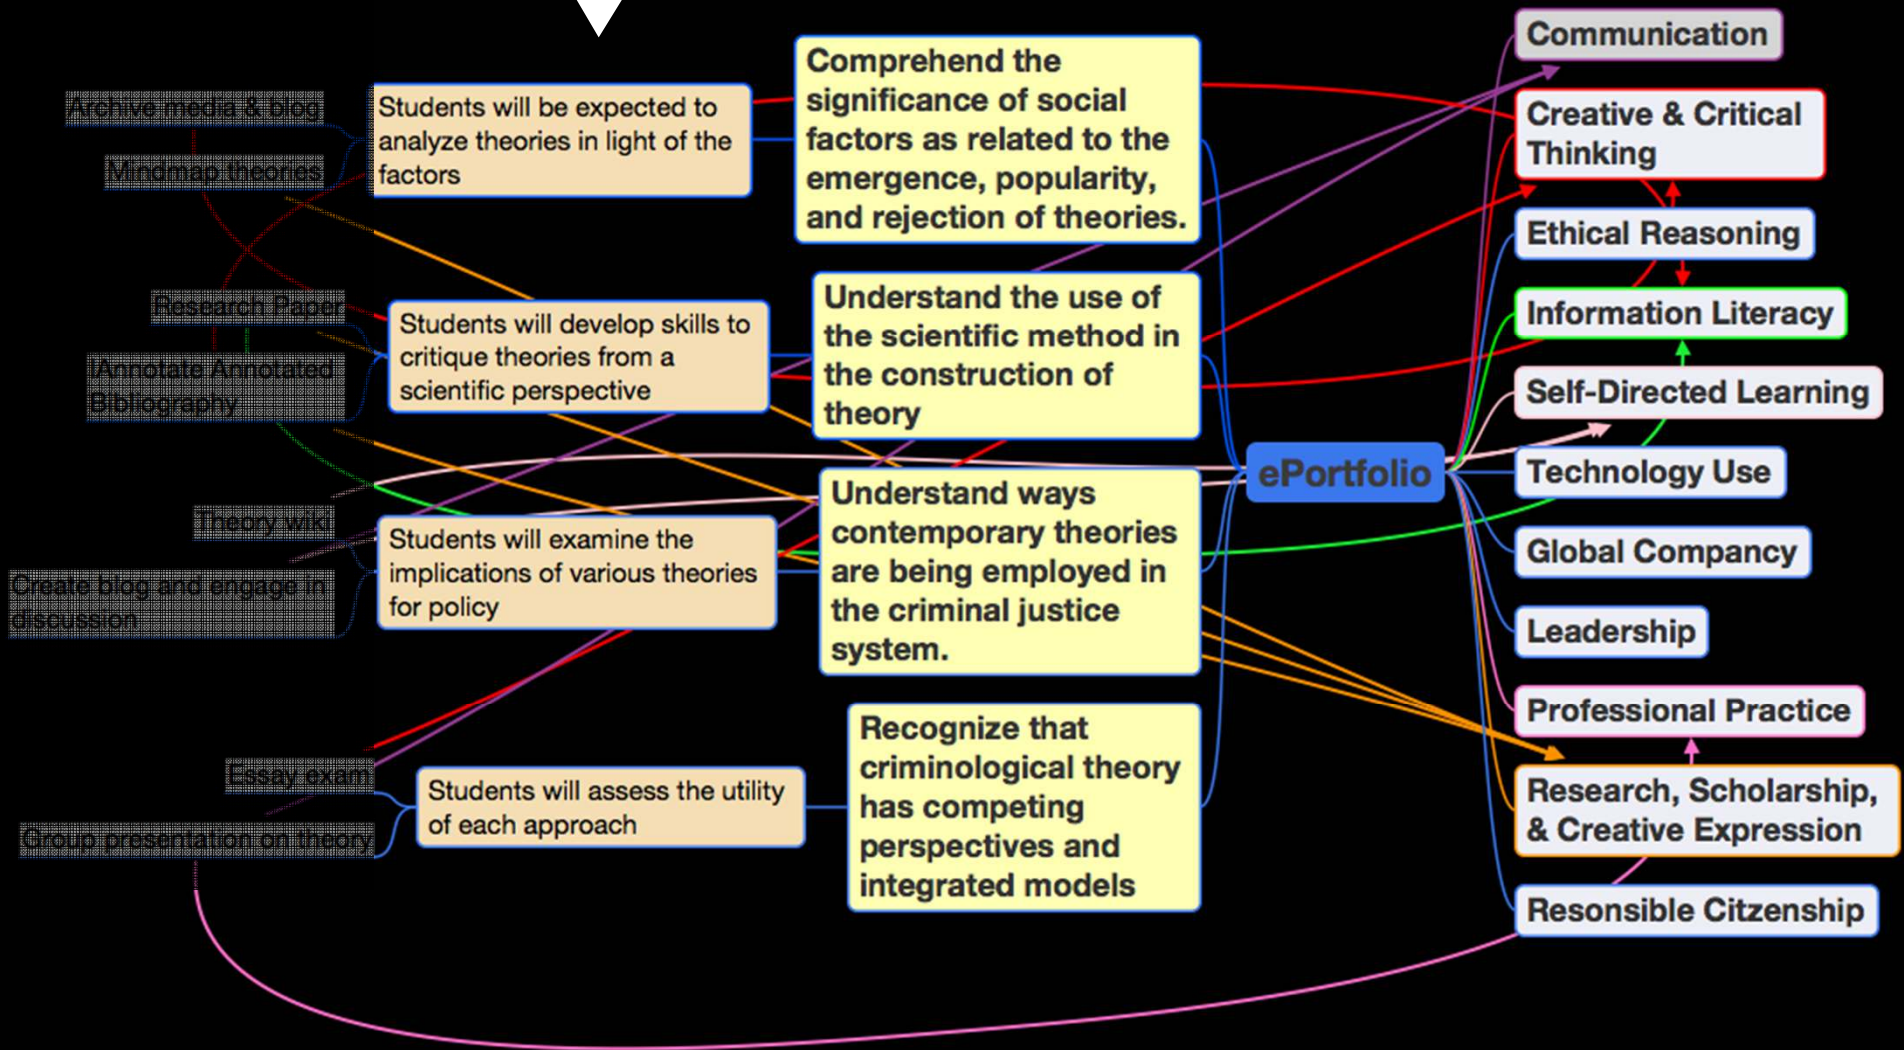 Archive media & blog
Mindmap theories
Research Paper
Annotate Annotated
Bibliography
Theory wiki
Create blog and engage in
discussion
Essay exam
Group presentation on theory
Students will be expected to
analyze theories in light of the
factors
Students will develop skills to
critique theories from a
scientific perspective
Students will examine the
implications of various theories
for policy
Students will assess the utility
of each approach
Comprehend the
significance of social
factors as related to the
emergence, popularity,
and rejection of theories.
Understand the use of
the scientific method in
the construction of
theory
Understand ways
contemporary theories
are being employed in
the criminal justice
system.
Recognize that
criminological theory
has competing
perspectives and
integrated models
ePortfolio
Communication
Creative & Critical
Thinking
Ethical Reasoning
Information Literacy
Self-Directed Learning
Technology Use
Global Compancy
Leadership
Professional Practice
Research, Scholarship,
& Creative Expression
Resonsible Citzenship